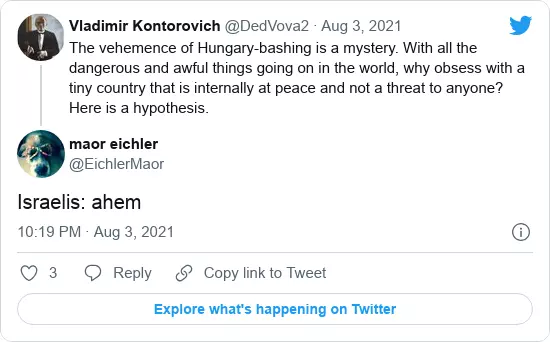 Vladimir Kontorovich @DedVova2 · Aug 3, 2021
The vehemence of Hungary-bashing is a mystery. With all the
dangerous and awful things going on in the world, why obsess with a
tiny country that is internally at peace and not a threat to anyone?
Here is a hypothesis.
maor eichler
@EichlerMaor
Israelis: ahem
10:19 PM · Aug 3, 2021
3 Reply Copy link to Tweet
Explore what's happening on Twitter